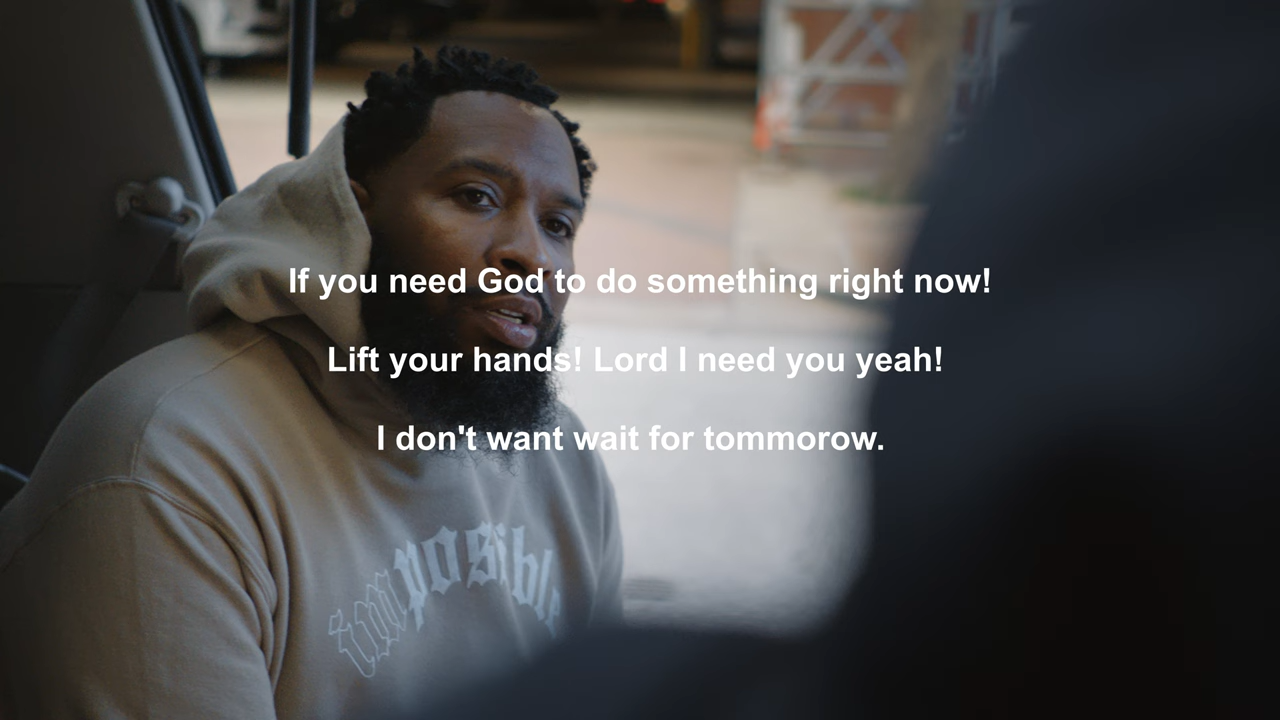 If you need God to do something right now!
Lift your hands! Lord I need you yeah!
I don't want wait for tommorow.
impossible